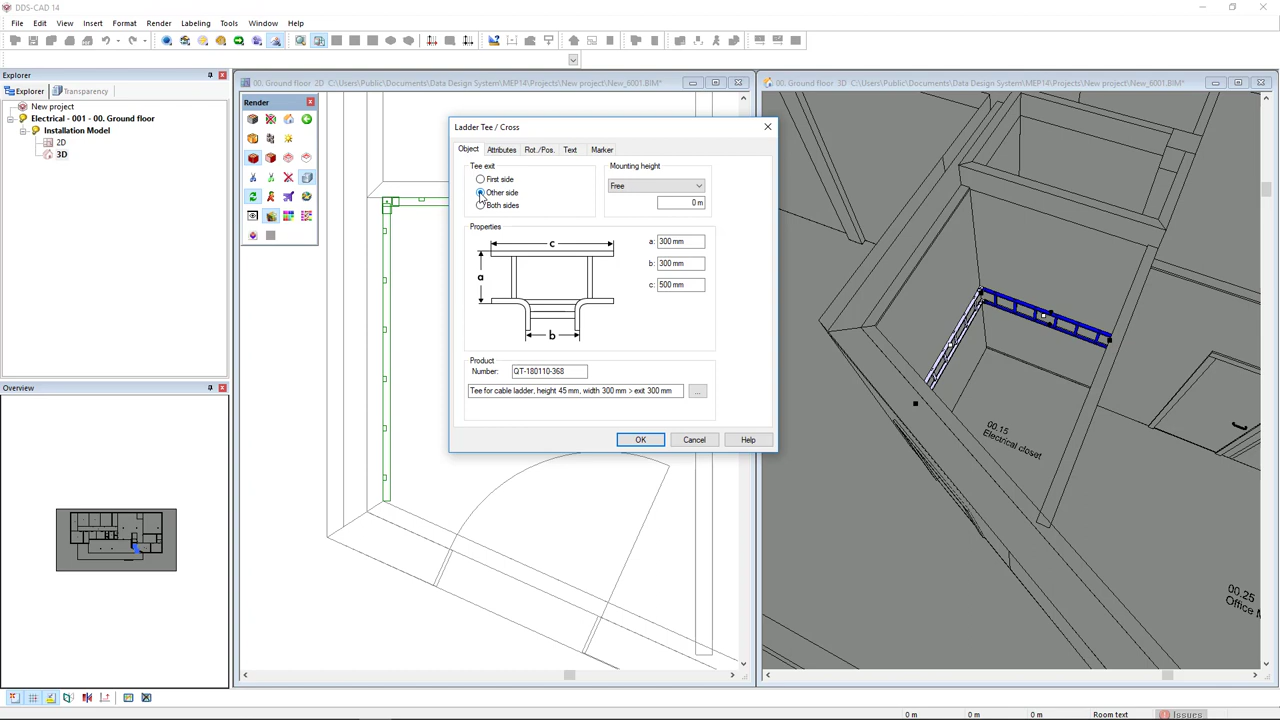 DDS-CAD 14
File Edit View Insert Format Render Labeling Tools Window Help
Explorer
Explorer Transparency
New project
Electrical - 001 - 00. Ground floor
Installation Model
2D
3D
Overview
00. Ground floor 2D C:\Users\Public\Documents\Data Design System\MEP14\Projects\New project\New_6001.BIM*
Render
00. Ground floor 3D C:\Users\Public\Documents\Data Design System\MEP14\Projects\New project\New_6001.BIM*
Ladder Tee / Cross
Object Attributes Rot./Pos. Text Marker
Tee exit
First side
Other side
Both sides
Mounting height
Free
0 m
Properties
c
a
b
a: 300 mm
b: 300 mm
c: 500 mm
Product
Number: QT-180110-368
Tee for cable ladder, height 45 mm, width 300 mm > exit 300 mm
...
OK Cancel Help
00.15
Electrical closet
00.25
Office
0 m 0 m 0 m Room text Issues